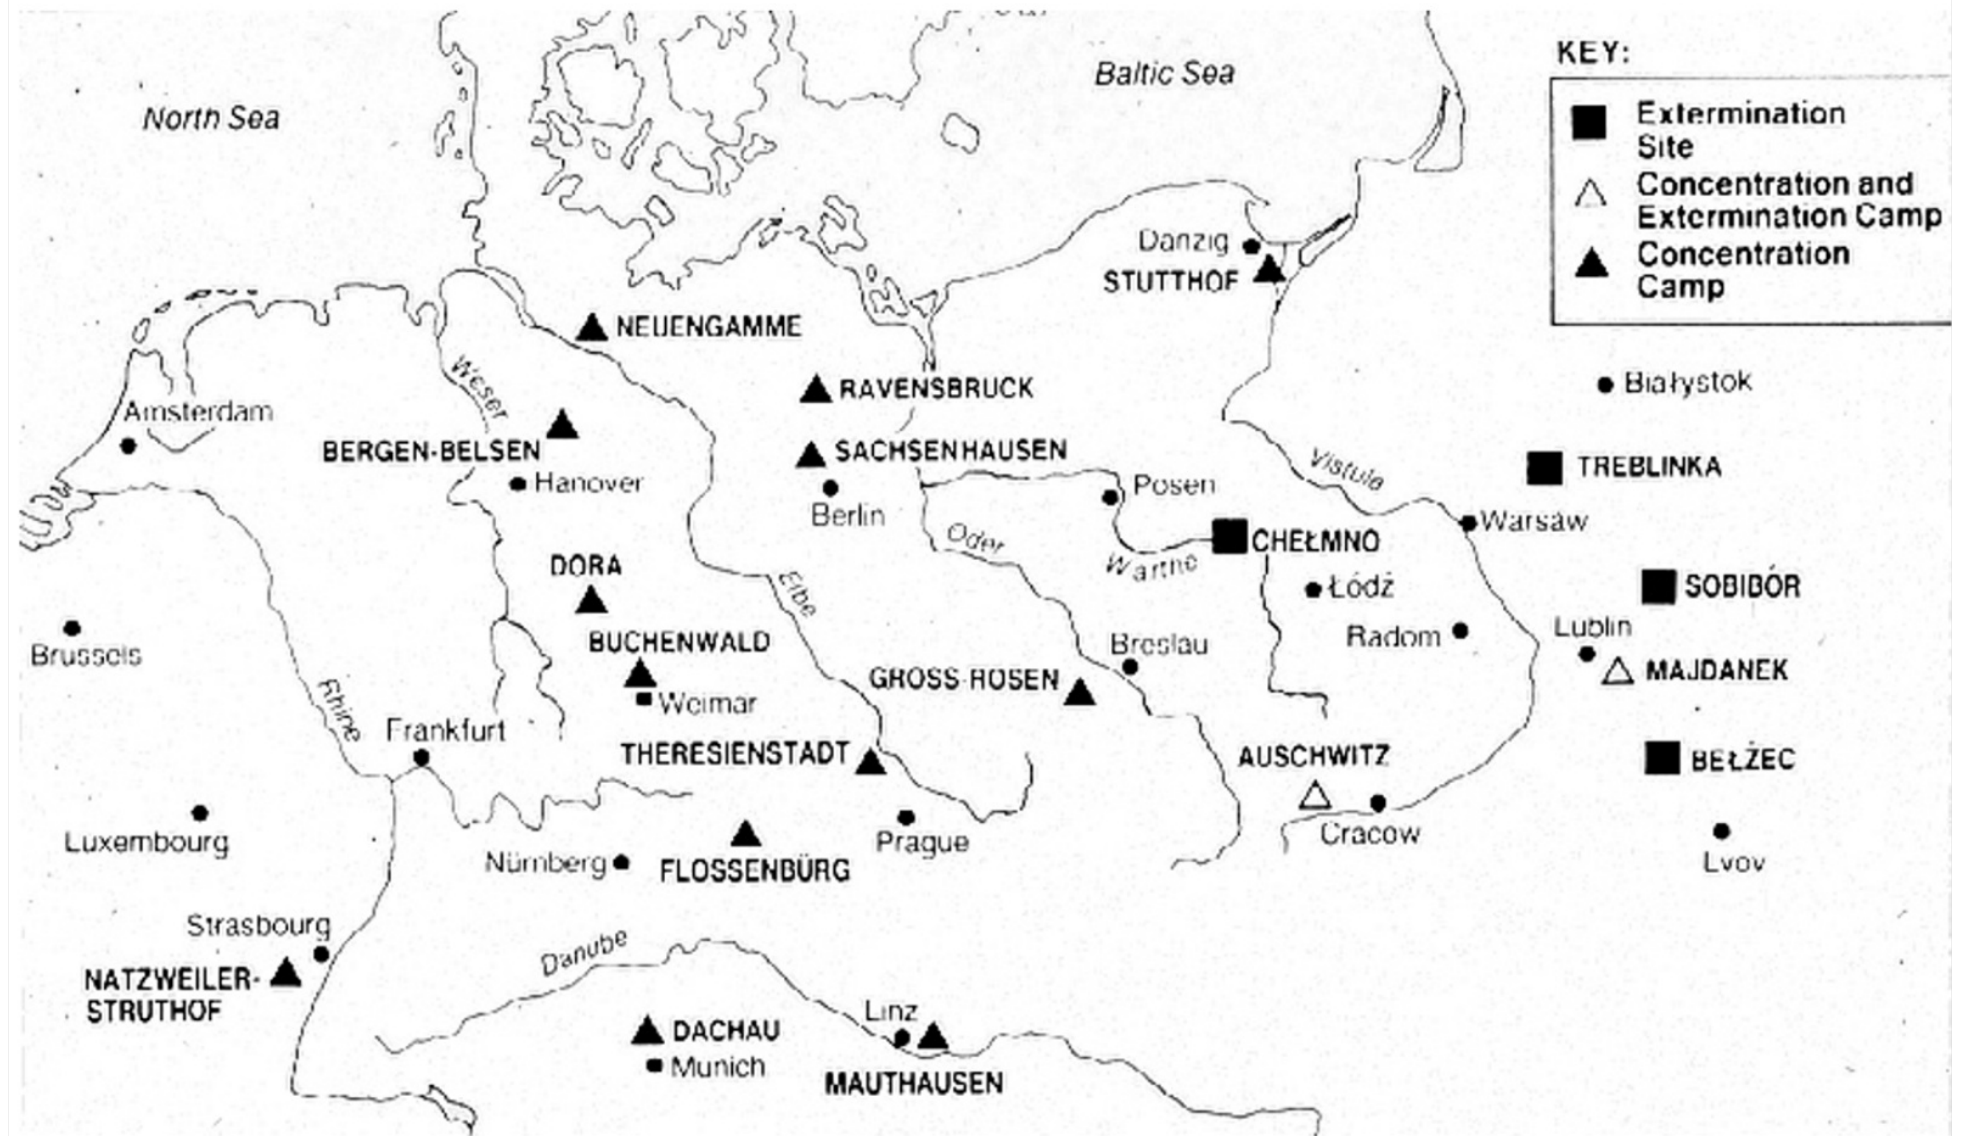 North Sea
Baltic Sea
KEY:
Extermination
Site
Concentration and
Extermination Camp
Concentration
Camp
Danzig
STUTTHOF
NEUENGAMME
RAVENSBRUCK
Białystok
Weser
Amsterdam
BERGEN-BELSEN
SACHSENHAUSEN
Vistula
TREBLINKA
Hanover
Posen
Berlin
Warsaw
Oder
CHEŁMNO
Warthe
DORA
Elbe
Łódź
SOBIBÓR
Brussels
BUCHENWALD
Breslau
Radom
Lublin
GROSS-ROSEN
MAJDANEK
Weimar
Rhine
Frankfurt
THERESIENSTADT
AUSCHWITZ
BEŁŻEC
Luxembourg
Prague
Cracow
Nürnberg
FLOSSENBÜRG
Lvov
Strasbourg
Danube
NATZWEILER-
STRUTHOF
Linz
DACHAU
Munich
MAUTHAUSEN